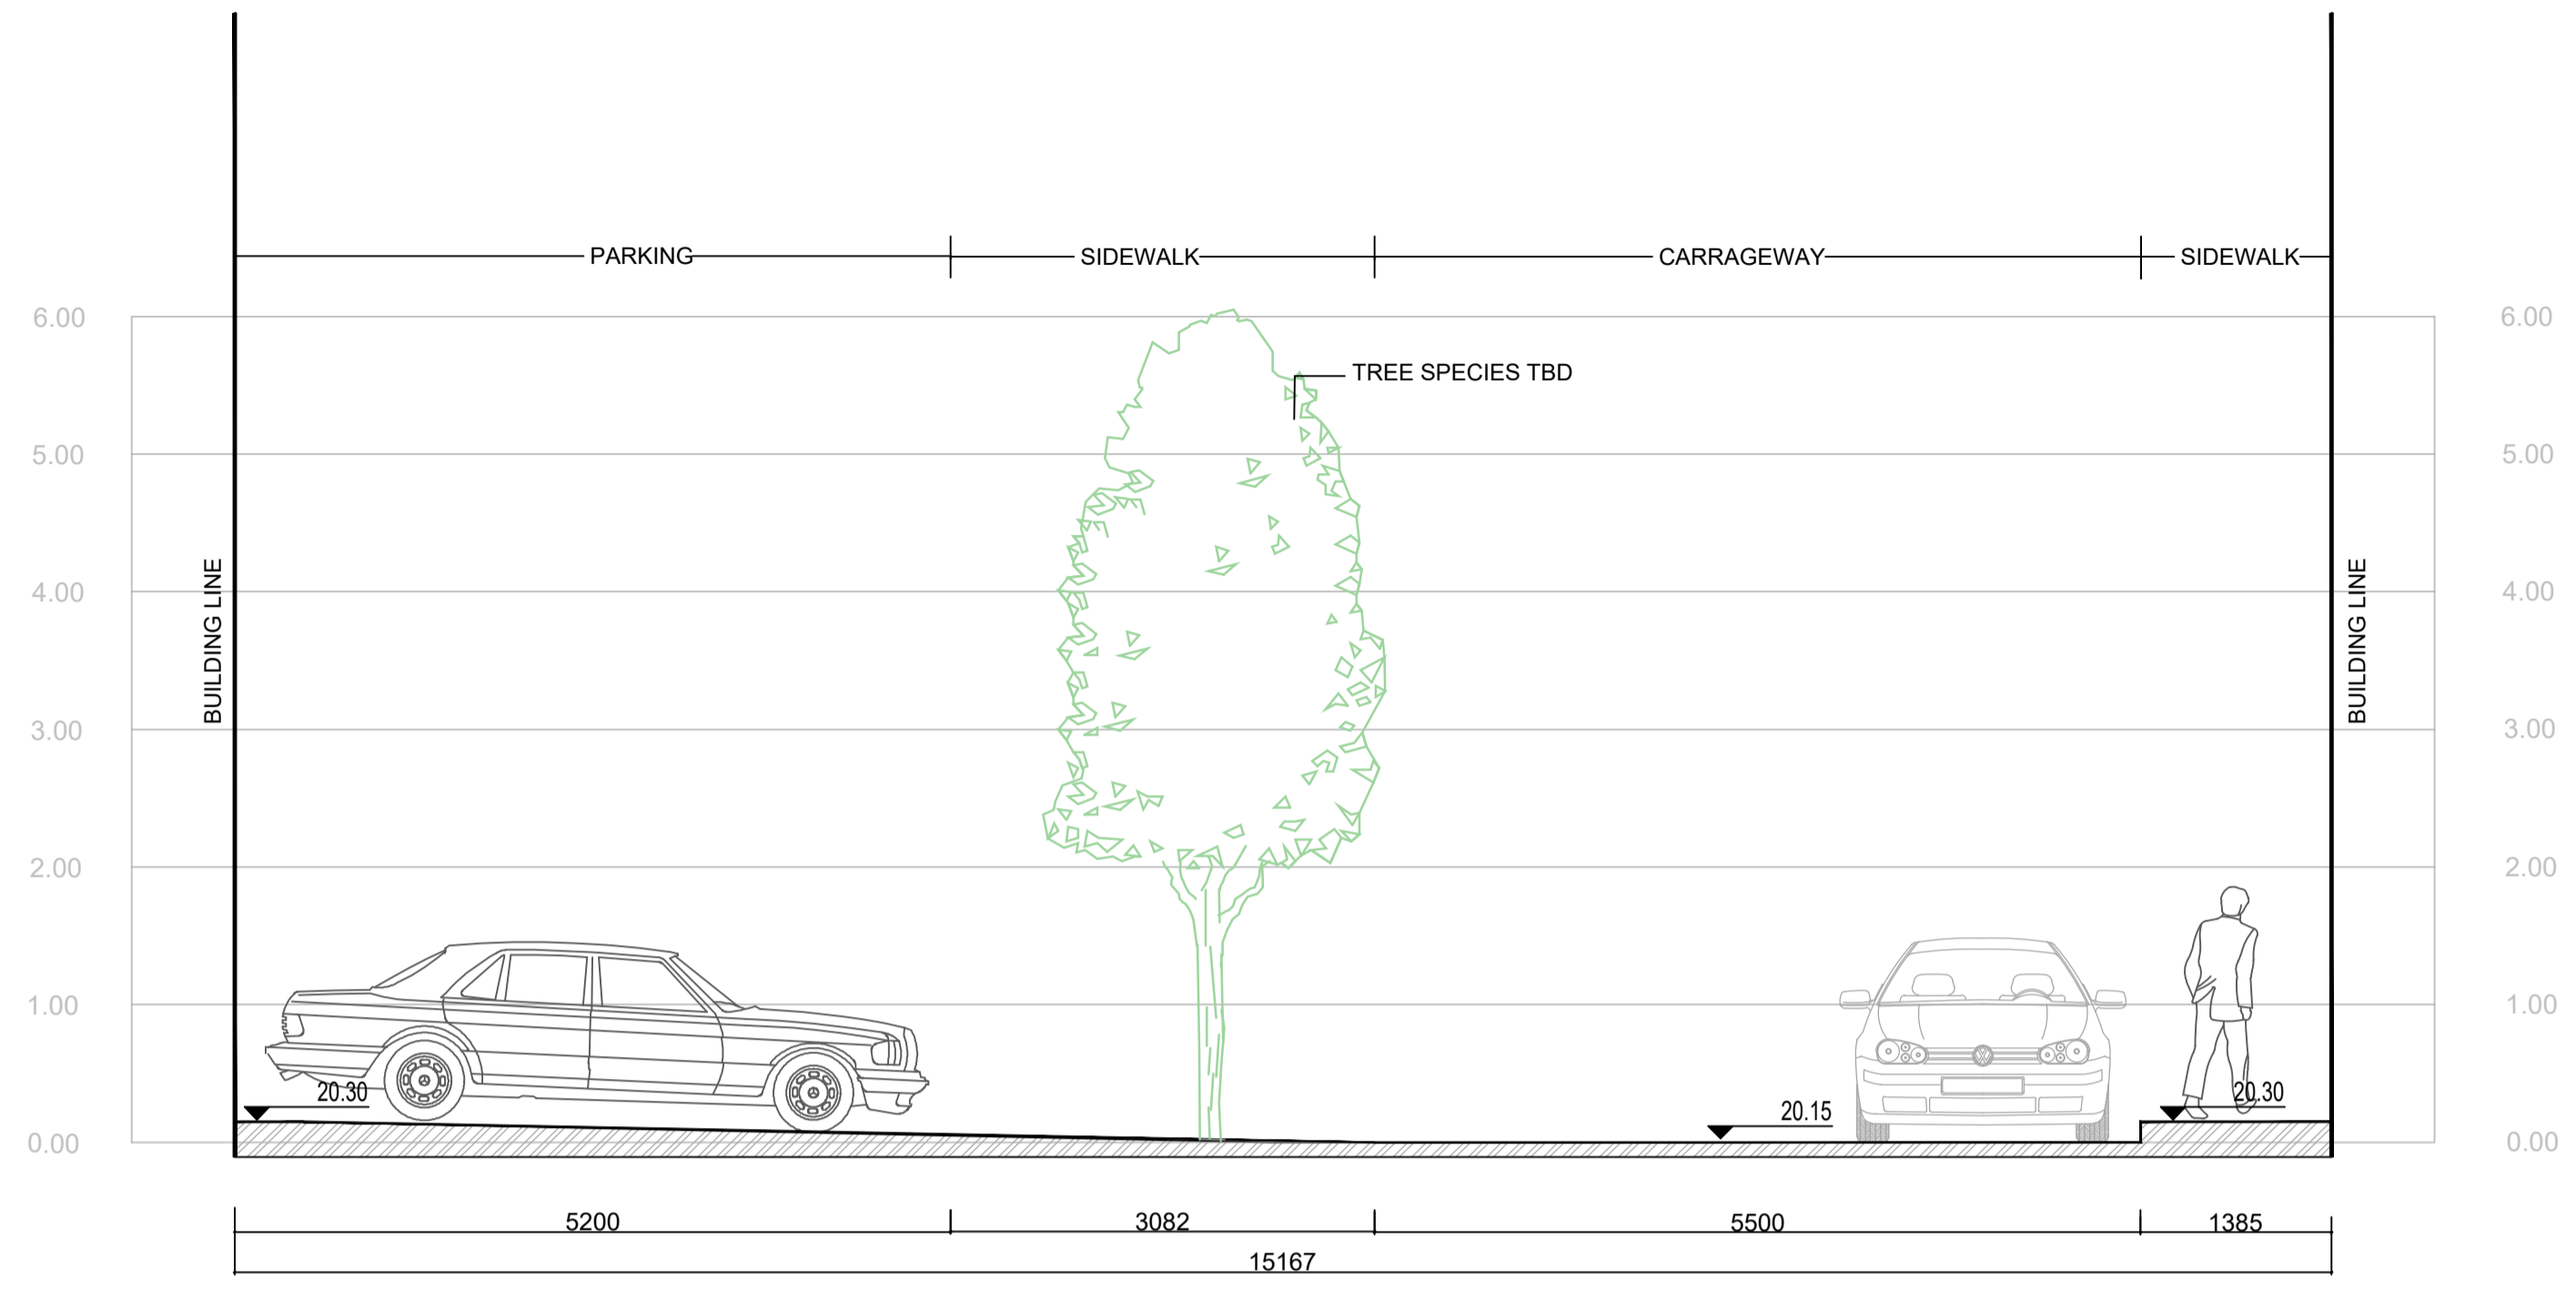 PARKING SIDEWALK CARRAGEWAY SIDEWALK
6.00 6.00
TREE SPECIES TBD
5.00 5.00
4.00 4.00
BUILDING LINE BUILDING LINE
3.00 3.00
2.00 2.00
1.00 1.00
20.30 20.15 20.30
0.00 0.00
5200 3082 5500 1385
15167